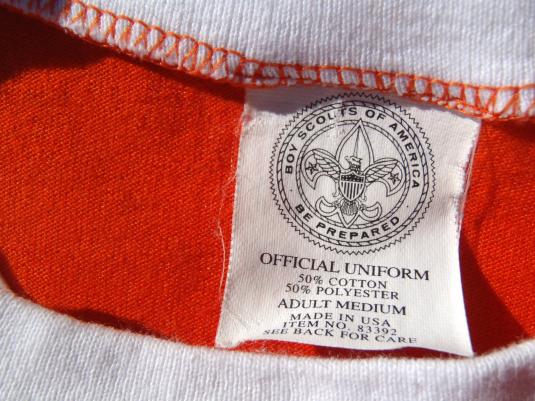 BOY SCOUTS OF AMERICA
BE PREPARED
OFFICIAL UNIFORM
50% COTTON
50% POLYESTER
ADULT MEDIUM
MADE IN USA
ITEM NO. 83392
SEE BACK FOR CARE